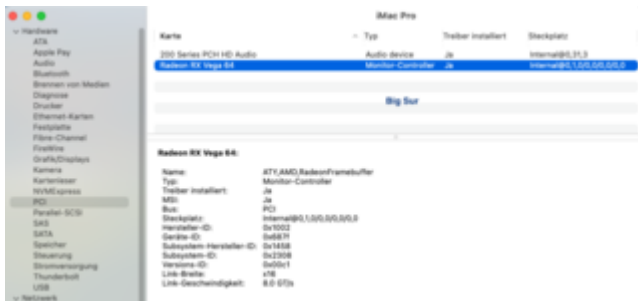 iMac Pro
Hardware
ATA
Apple Pay
Audio
Bluetooth
Brennen von Medien
Diagnose
Drucker
Ethernet-Karten
Festplatte
Fibre-Channel
FireWire
Grafik/Displays
Kamera
Kartenleser
NVMExpress
PCI
Parallel-SCSI
SAS
SATA
Speicher
Steuerung
Stromversorgung
Thunderbolt
USB
Netzwerk
Karte Typ Treiber installiert Steckplatz
200 Series PCH HD Audio Audio device Ja Internal@0,31,3
Radeon RX Vega 64 Monitor-Controller Ja Internal@0,1,0/0,0/0,0/0,0
Big Sur
Radeon RX Vega 64:
Name: ATY,AMD,RadeonFramebuffer
Typ: Monitor-Controller
Treiber installiert: Ja
MSI: Ja
Bus: PCI
Steckplatz: Internal@0,1,0/0,0/0,0/0,0
Hersteller-ID: 0x1002
Geräte-ID: 0x687f
Subsystem-Hersteller-ID: 0x1458
Subsystem-ID: 0x2308
Versions-ID: 0x00c1
Link-Breite: x16
Link-Geschwindigkeit: 8.0 GT/s